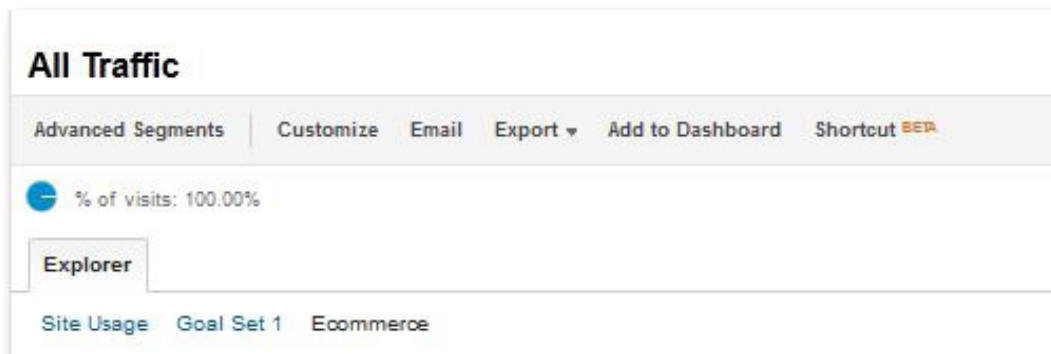 All Traffic
Advanced Segments Customize Email Export Add to Dashboard Shortcut BETA
% of visits: 100.00%
Explorer
Site Usage Goal Set 1 Ecommerce